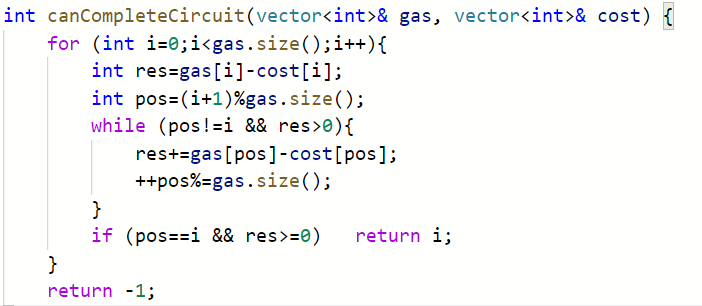 int canCompleteCircuit(vector<int>& gas, vector<int>& cost) {
    for (int i=0;i<gas.size();i++){
        int res=gas[i]-cost[i];
        int pos=(i+1)%gas.size();
        while (pos!=i && res>0){
            res+=gas[pos]-cost[pos];
            ++pos%=gas.size();
        }
        if (pos==i && res>=0)   return i;
    }
    return -1;